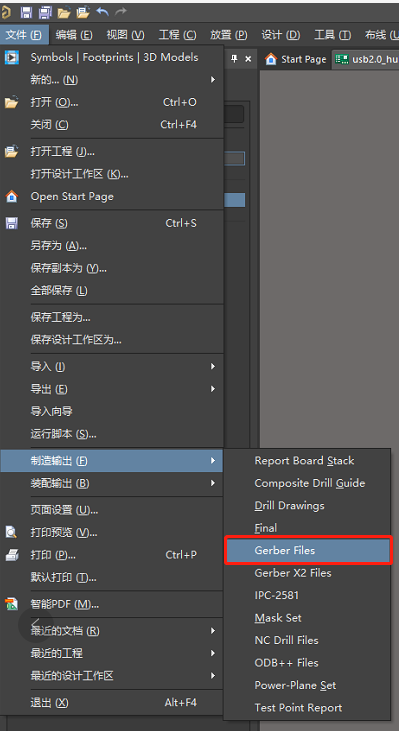 文件 (F) 编辑 (E) 视图 (V) 工程 (C) 放置 (P) 设计 (D) 工具 (T) 布线 (U
Start Page usb2.0_hu
Symbols | Footprints | 3D Models
新的... (N)
打开 (O)... Ctrl+O
关闭 (C) Ctrl+F4
打开工程 (J)...
打开设计工作区 (K)...
Open Start Page
保存 (S) Ctrl+S
另存为 (A)...
保存副本为 (Y)...
全部保存 (L)
保存工程为...
保存设计工作区为...
导入 (I)
导出 (E)
导入向导
运行脚本 (S)...
制造输出 (F)
装配输出 (B)
页面设置 (U)...
打印预览 (V)...
打印 (P)... Ctrl+P
默认打印 (T)...
智能PDF (M)...
最近的文档 (R)
最近的工程
最近的设计工作区
退出 (X) Alt+F4
Report Board Stack
Composite Drill Guide
Drill Drawings
Final
Gerber Files
Gerber X2 Files
IPC-2581
Mask Set
NC Drill Files
ODB++ Files
Power-Plane Set
Test Point Report